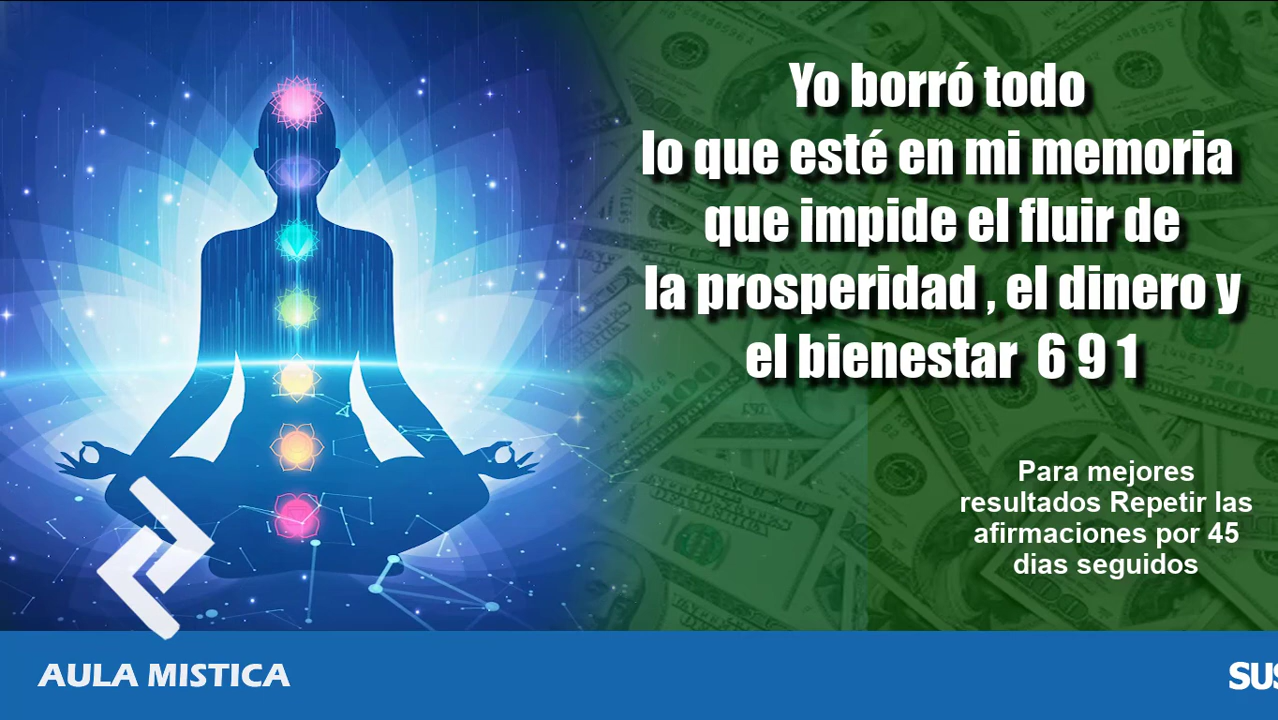 Yo borró todo
lo que esté en mi memoria
que impide el fluir de
la prosperidad , el dinero y
el bienestar 6 9 1
Para mejores
resultados Repetir las
afirmaciones por 45
dias seguidos
AULA MISTICA